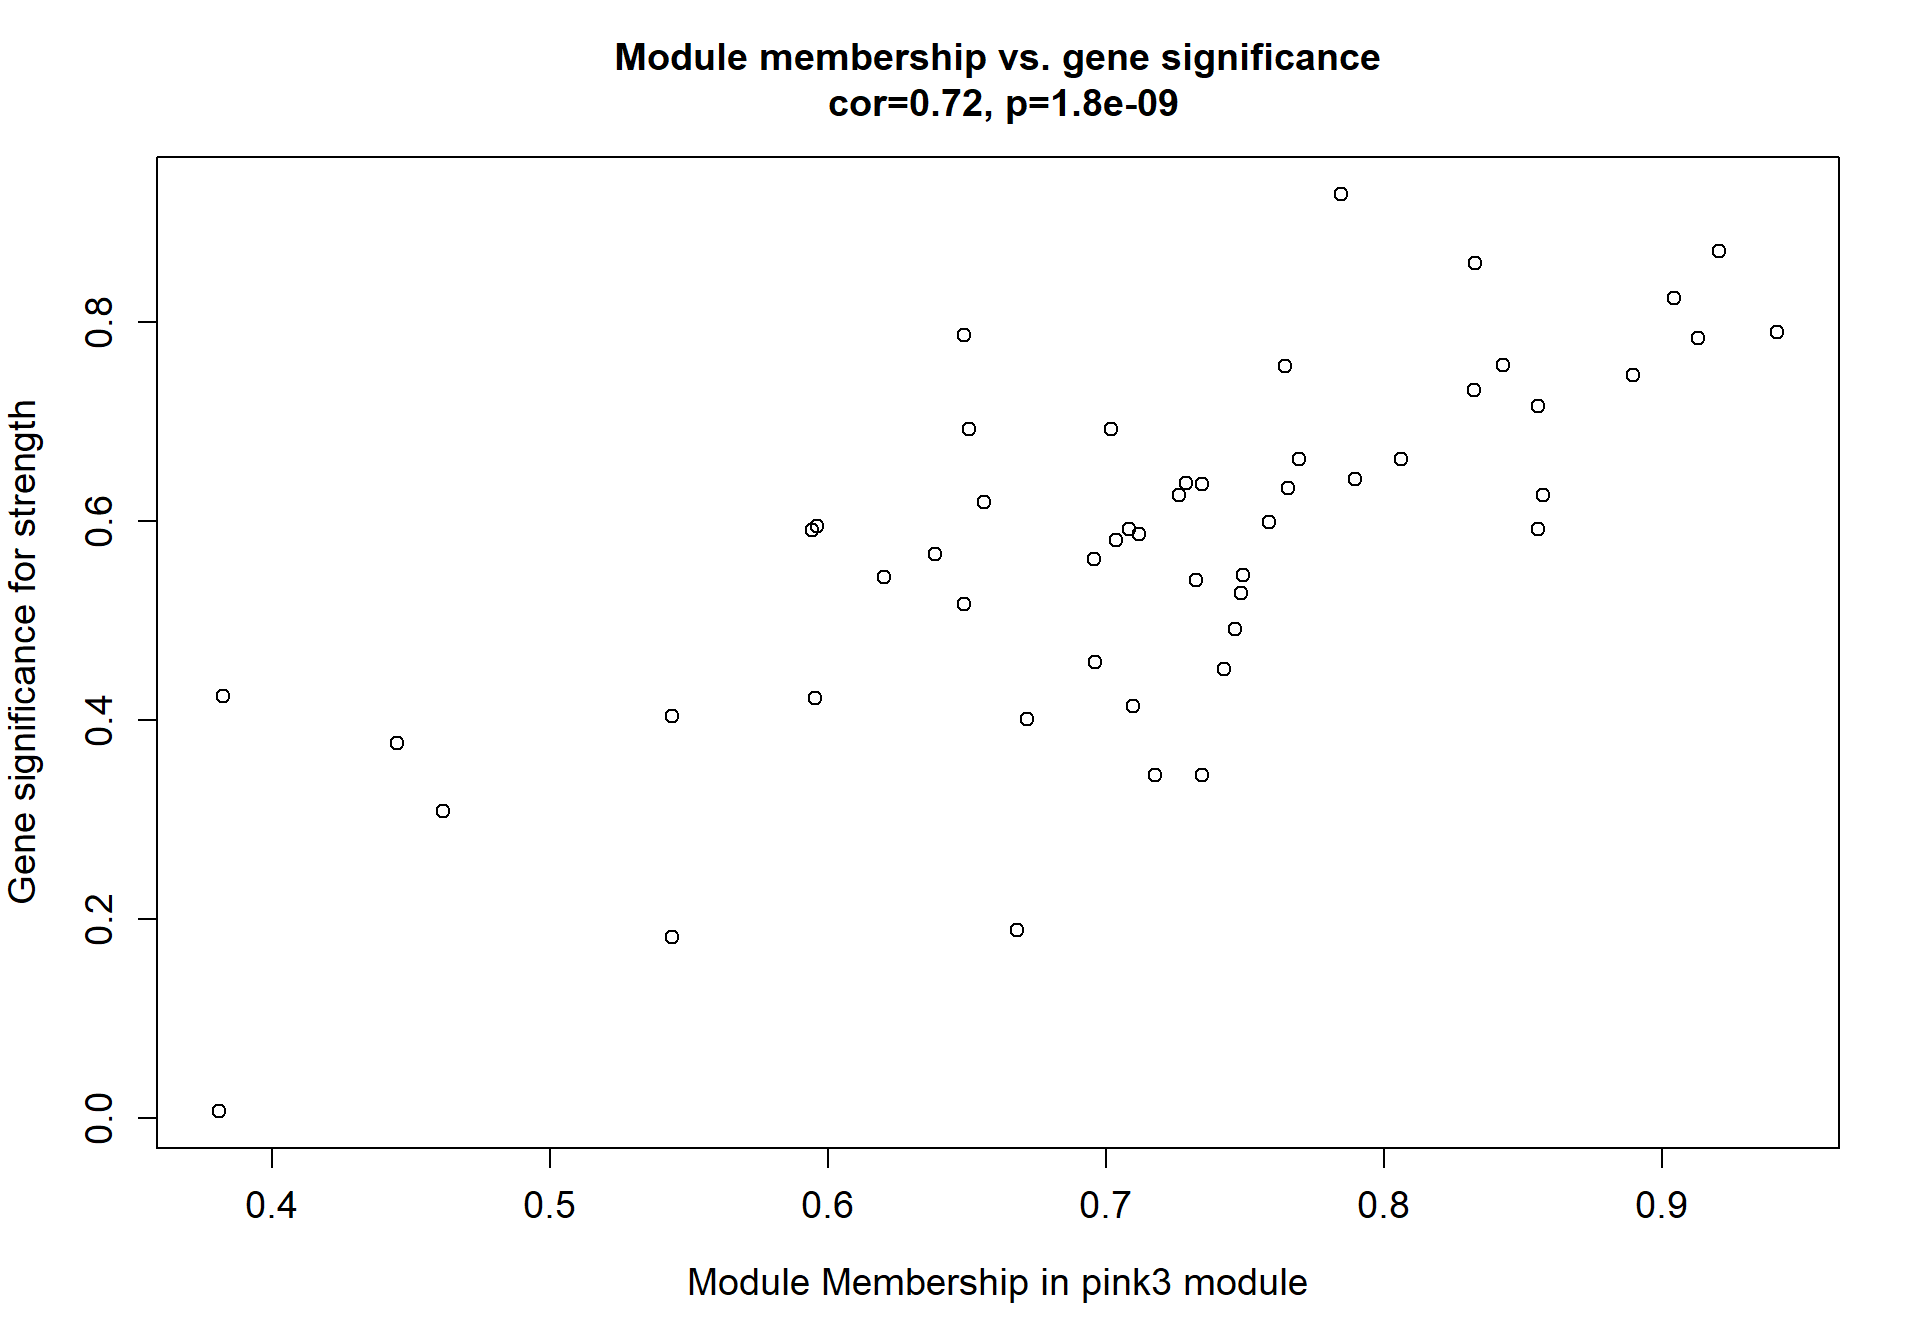 Module membership vs. gene significance
cor=0.72, p=1.8e-09
Gene significance for strength
0.8
0.6
0.4
0.2
0.0
0.4 0.5 0.6 0.7 0.8 0.9
Module Membership in pink3 module